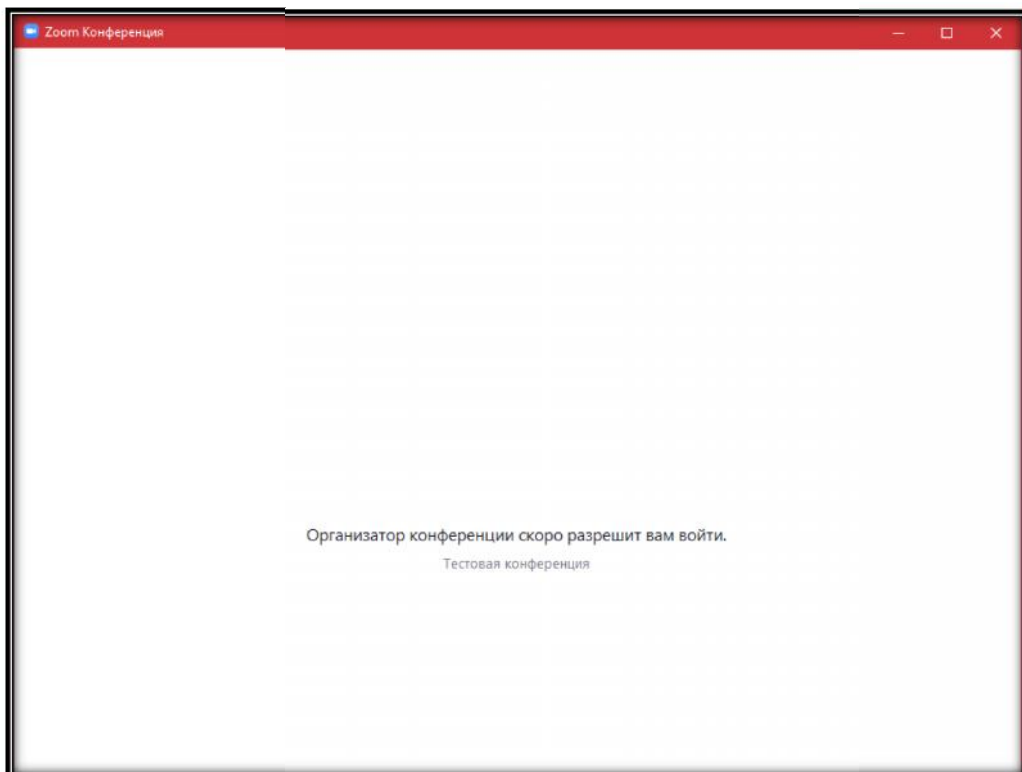 Zoom Конференция
Организатор конференции скоро разрешит вам войти.
Тестовая конференция